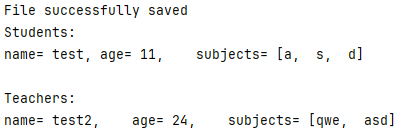 File successfully saved
Students:
name= test, age= 11,    subjects= [a,  s,  d]

Teachers:
name= test2,    age= 24,    subjects= [qwe,  asd]